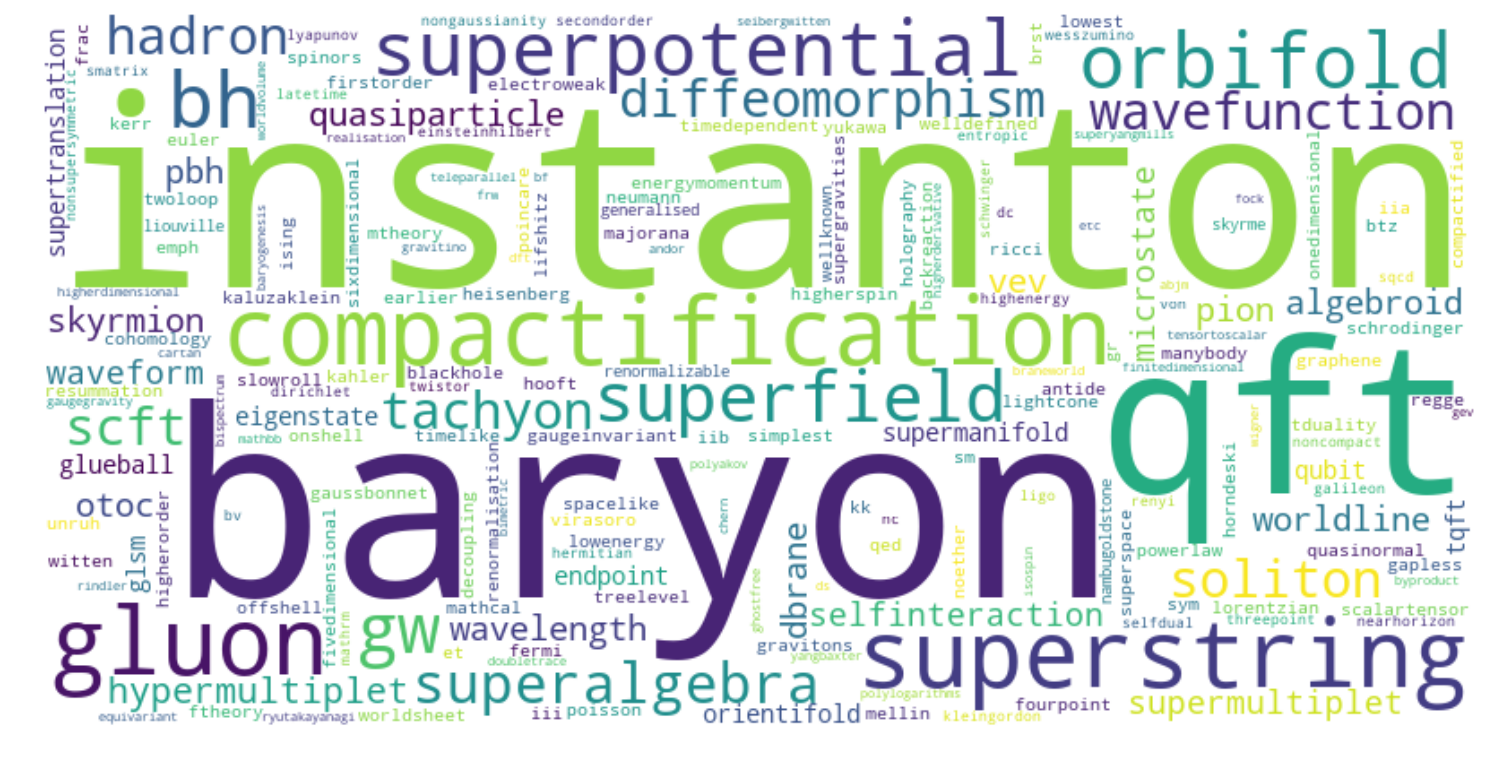 nongaussianity
secondorder
seibergwitten
lowest
wesszumino
frac
hadron
lyapunov
spinors
superpotential
brst
orbifold
smatrix
bh
worldvolume
latetime
firstorder
electroweak
diffeomorphism
wavefunction
supertranslation
nonsupersymmetric
kerr
euler
quasiparticle
realisation
einsteinhilbert
timedependent
yukawa
welldefined
entropic
superyangmills
instanton
pbh
twoloop
liouville
emph
baryogenesis
ising
sixdimensional
mtheory
gravitino
teleparallel
bf
frw
poincare
lifshitz
energymomentum
neumann
generalised
majorana
andor
wellknown
supergravities
holography
backreaction
higherderivative
schwinger
dc
ricci
vev
etc
microstate
fock
skyrme
onedimensional
iia
btz
sqcd
compactified
higherdimensional
kaluzaklein
earlier
heisenberg
higherspin
highenergy
abjm
von
pion
algebroid
schrodinger
skyrmion
cohomology
cartan
compactification
gr
tensortoscalar
manybody
finitedimensional
graphene
waveform
resummation
gaugegravity
slowroll
kahler
dirichlet
blackhole
twistor
hooft
renormalizable
braneworld
antide
lightcone
regge
gev
scft
bispectrum
eigenstate
tachyon
superfield
qft
mathbb
onshell
timelike
gaugeinvariant
iib
simplest
supermanifold
wigner
tduality
noncompact
glueball
baryon
polyakov
sm
horndeski
qubit
galileon
otoc
unruh
higherorder
gaussbonnet
decoupling
renormalisation
bimetric
spacelike
virasoro
chern
kk
nc
ligo
renyi
worldline
tqft
witten
glsm
bv
fivedimensional
lowenergy
hermitian
endpoint
treelevel
qed
noether
isospin
nambugoldstone
superspace
powerlaw
quasinormal
gapless
byproduct
rindler
offshell
mathcal
ghostfree
dbrane
ds
soliton
gluon
mathrm
gw
et
wavelength
fermi
doubletrace
selfinteraction
gravitons
yangbaxter
sym
selfdual
lorentzian
threepoint
scalartensor
nearhorizon
superstring
hypermultiplet
superalgebra
polylogarithms
supermultiplet
equivariant
ftheory
ryutakayanagi
worldsheet
iii
poisson
orientifold
mellin
kleingordon
fourpoint